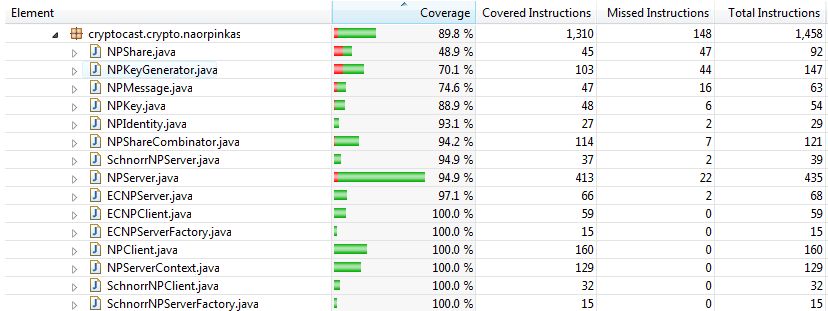 Element Coverage Covered Instructions Missed Instructions Total Instructions
cryptocast.crypto.naorpinkas 89.8 % 1,310 148 1,458
NPShare.java 48.9 % 45 47 92
NPKeyGenerator.java 70.1 % 103 44 147
NPMessage.java 74.6 % 47 16 63
NPKey.java 88.9 % 48 6 54
NPIdentity.java 93.1 % 27 2 29
NPShareCombinator.java 94.2 % 114 7 121
SchnorrNPServer.java 94.9 % 37 2 39
NPServer.java 94.9 % 413 22 435
ECNPServer.java 97.1 % 66 2 68
ECNPClient.java 100.0 % 59 0 59
ECNPServerFactory.java 100.0 % 15 0 15
NPClient.java 100.0 % 160 0 160
NPServerContext.java 100.0 % 129 0 129
SchnorrNPClient.java 100.0 % 32 0 32
SchnorrNPServerFactory.java 100.0 % 15 0 15